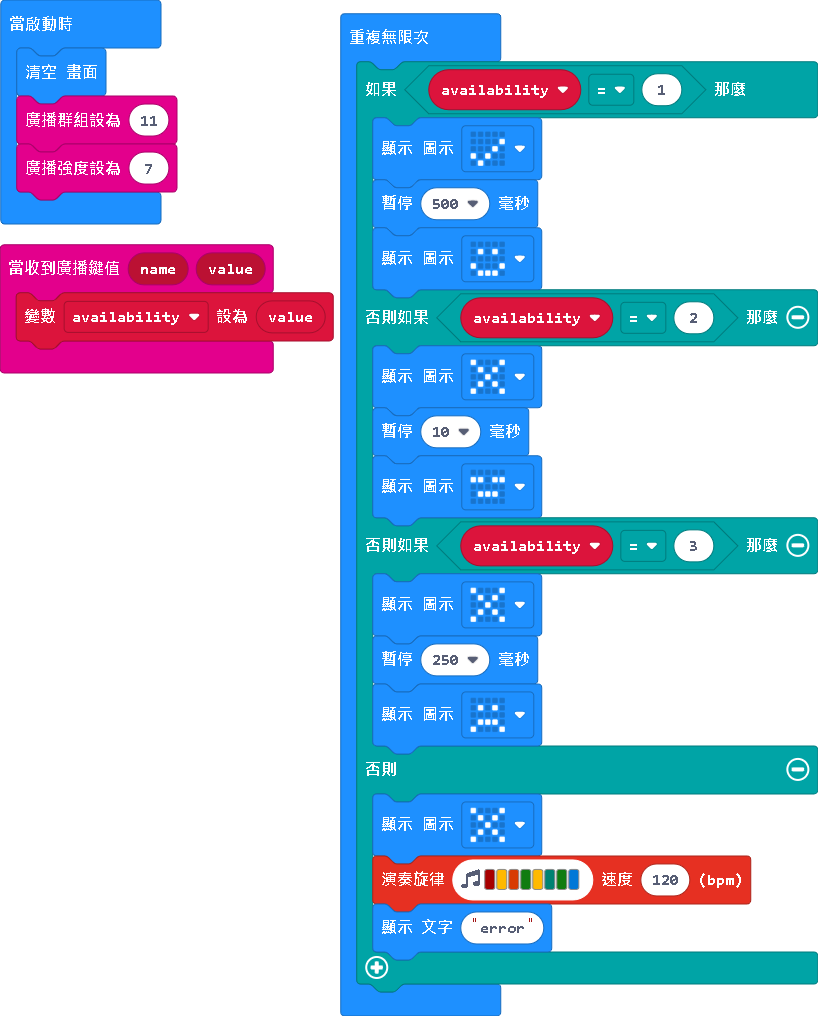 當啟動時
清空 畫面
廣播群組設為 11
廣播強度設為 7
當收到廣播鍵值 name value
變數 availability 設為 value
重複無限次
如果 availability = 1 那麼
顯示 圖示
暫停 500 毫秒
顯示 圖示
否則如果 availability = 2 那麼
顯示 圖示
暫停 10 毫秒
顯示 圖示
否則如果 availability = 3 那麼
顯示 圖示
暫停 250 毫秒
顯示 圖示
否則
顯示 圖示
演奏旋律 速度 120 (bpm)
顯示 文字 "error"